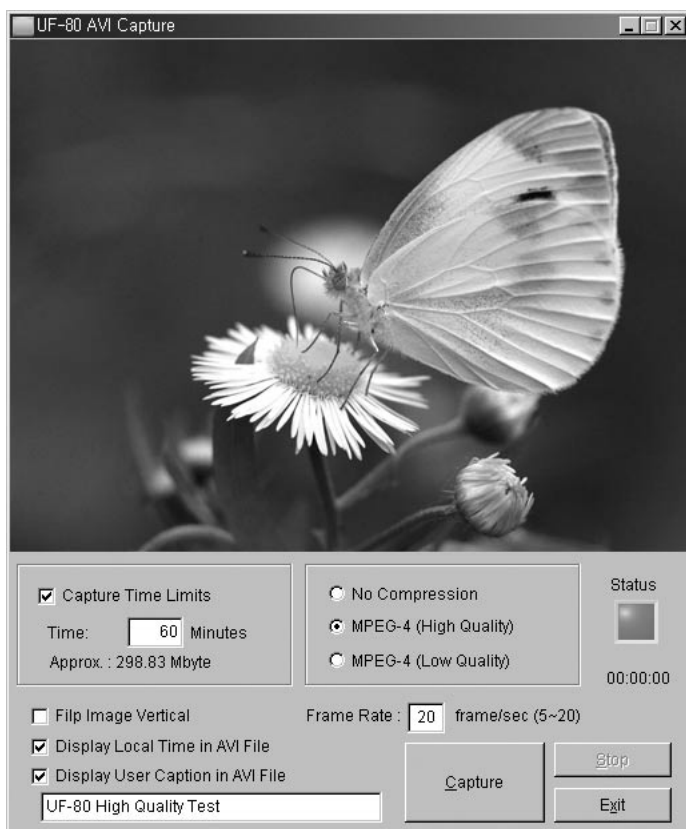 UF-80 AVI Capture
Capture Time Limits
Time: 60 Minutes
Approx. : 298.83 Mbyte
No Compression
MPEG-4 (High Quality)
MPEG-4 (Low Quality)
Status
00:00:00
Filp Image Vertical
Frame Rate : 20 frame/sec (5~20)
Display Local Time in AVI File
Display User Caption in AVI File
UF-80 High Quality Test
Capture
Stop
Exit